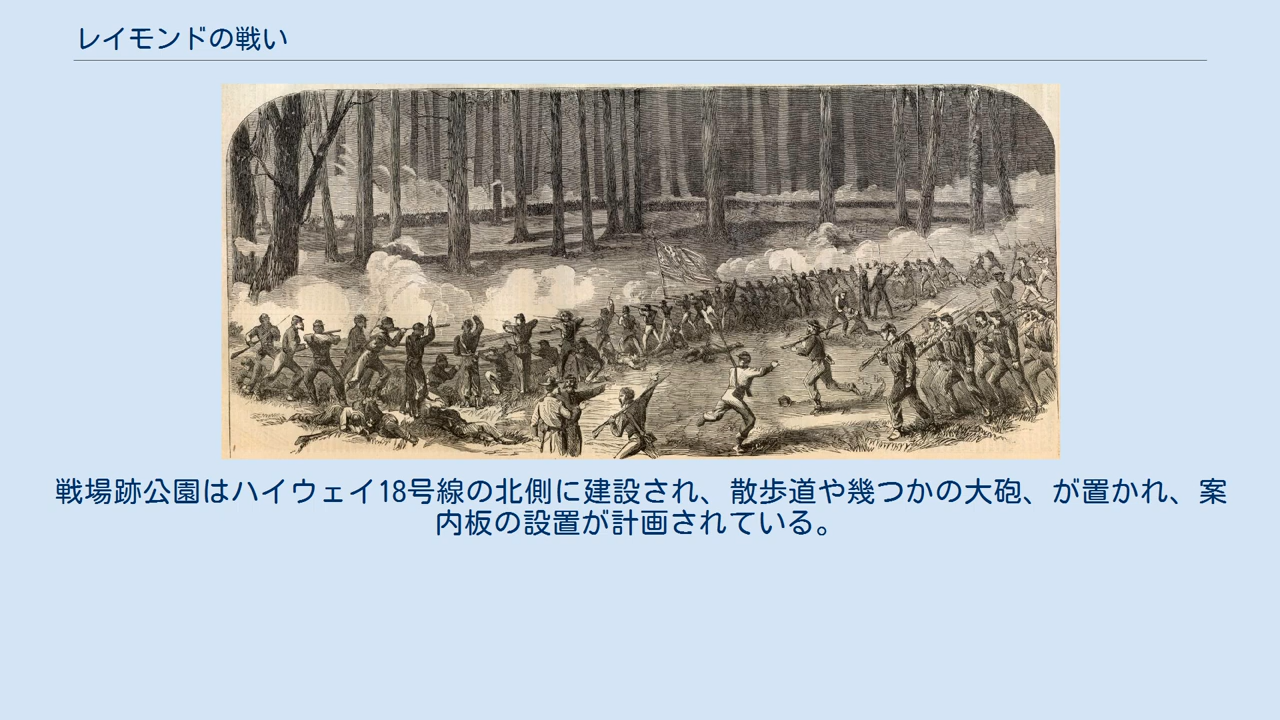 レイモンドの戦い
戦場跡公園はハイウェイ18号線の北側に建設され、散歩道や幾つかの大砲、が置かれ、案
内板の設置が計画されている。